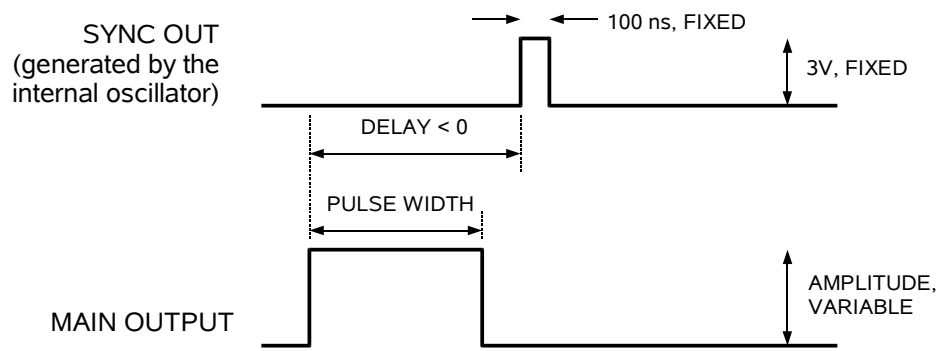 SYNC OUT
(generated by the
internal oscillator)
100 ns, FIXED
3V, FIXED
DELAY < 0
PULSE WIDTH
AMPLITUDE,
VARIABLE
MAIN OUTPUT